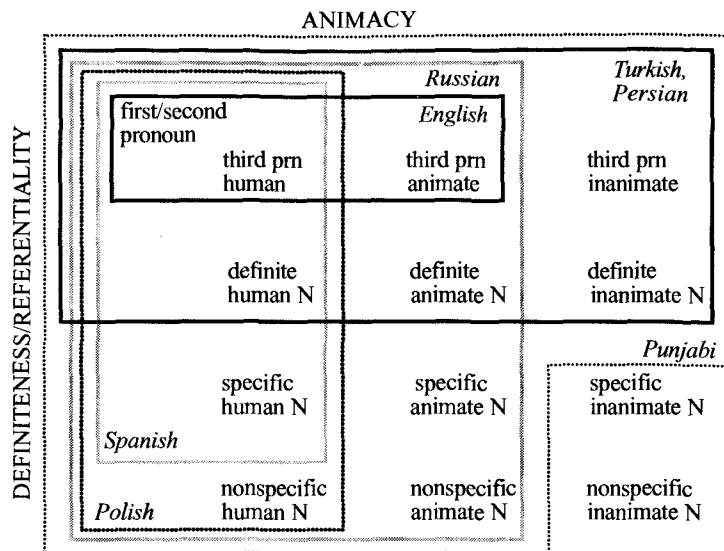 ANIMACY
DEFINITENESS/REFERENTIALITY
Russian
Turkish,
Persian
first/second
pronoun
English
third prn
human
third prn
animate
third prn
inanimate
definite
human N
definite
animate N
definite
inanimate N
Punjabi
specific
human N
specific
animate N
specific
inanimate N
Spanish
nonspecific
human N
nonspecific
animate N
nonspecific
inanimate N
Polish